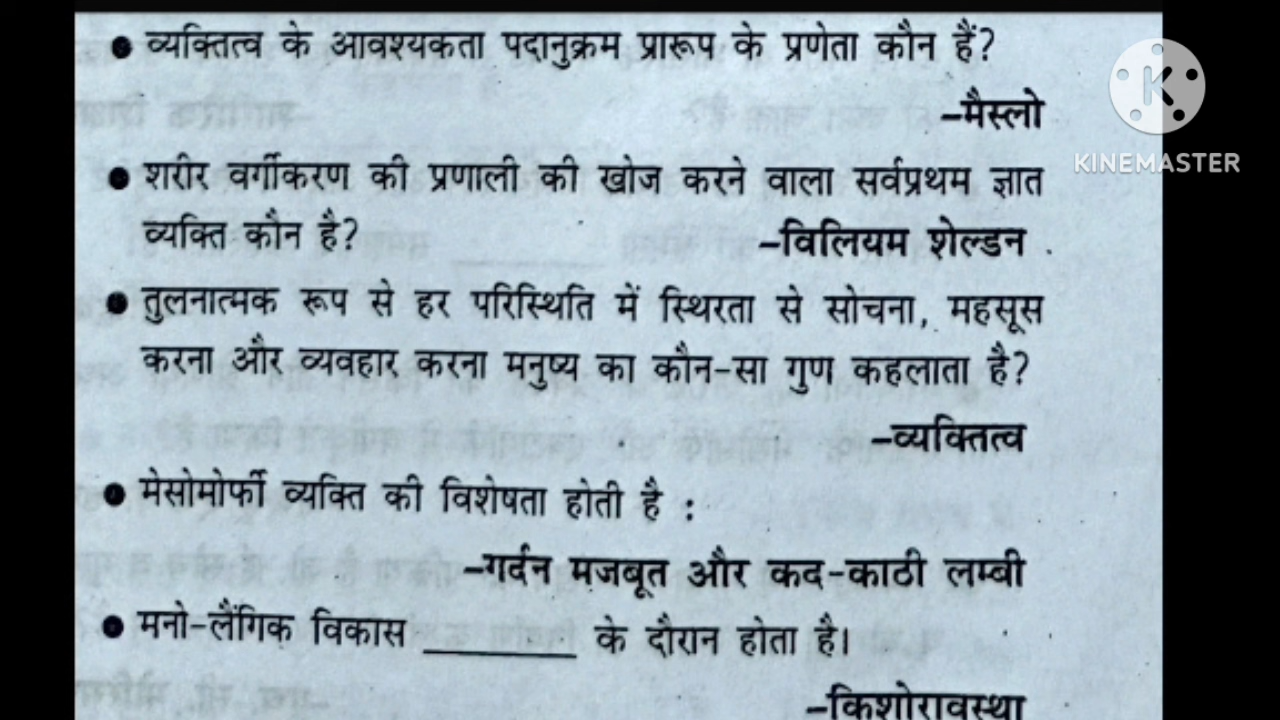 ● व्यक्तित्व के आवश्यकता पदानुक्रम प्रारूप के प्रणेता कौन हैं?
–मैस्लो
K
KINEMASTER
● शरीर वर्गीकरण की प्रणाली की खोज करने वाला सर्वप्रथम ज्ञात
व्यक्ति कौन है?
–विलियम शेल्डन .
● तुलनात्मक रूप से हर परिस्थिति में स्थिरता से सोचना, महसूस
करना और व्यवहार करना मनुष्य का कौन-सा गुण कहलाता है?
–व्यक्तित्व
● मेसोमोर्फी व्यक्ति की विशेषता होती है :
–गर्दन मजबूत और कद-काठी लम्बी
● मनो-लैंगिक विकास ________ के दौरान होता है।
–किशोरावस्था